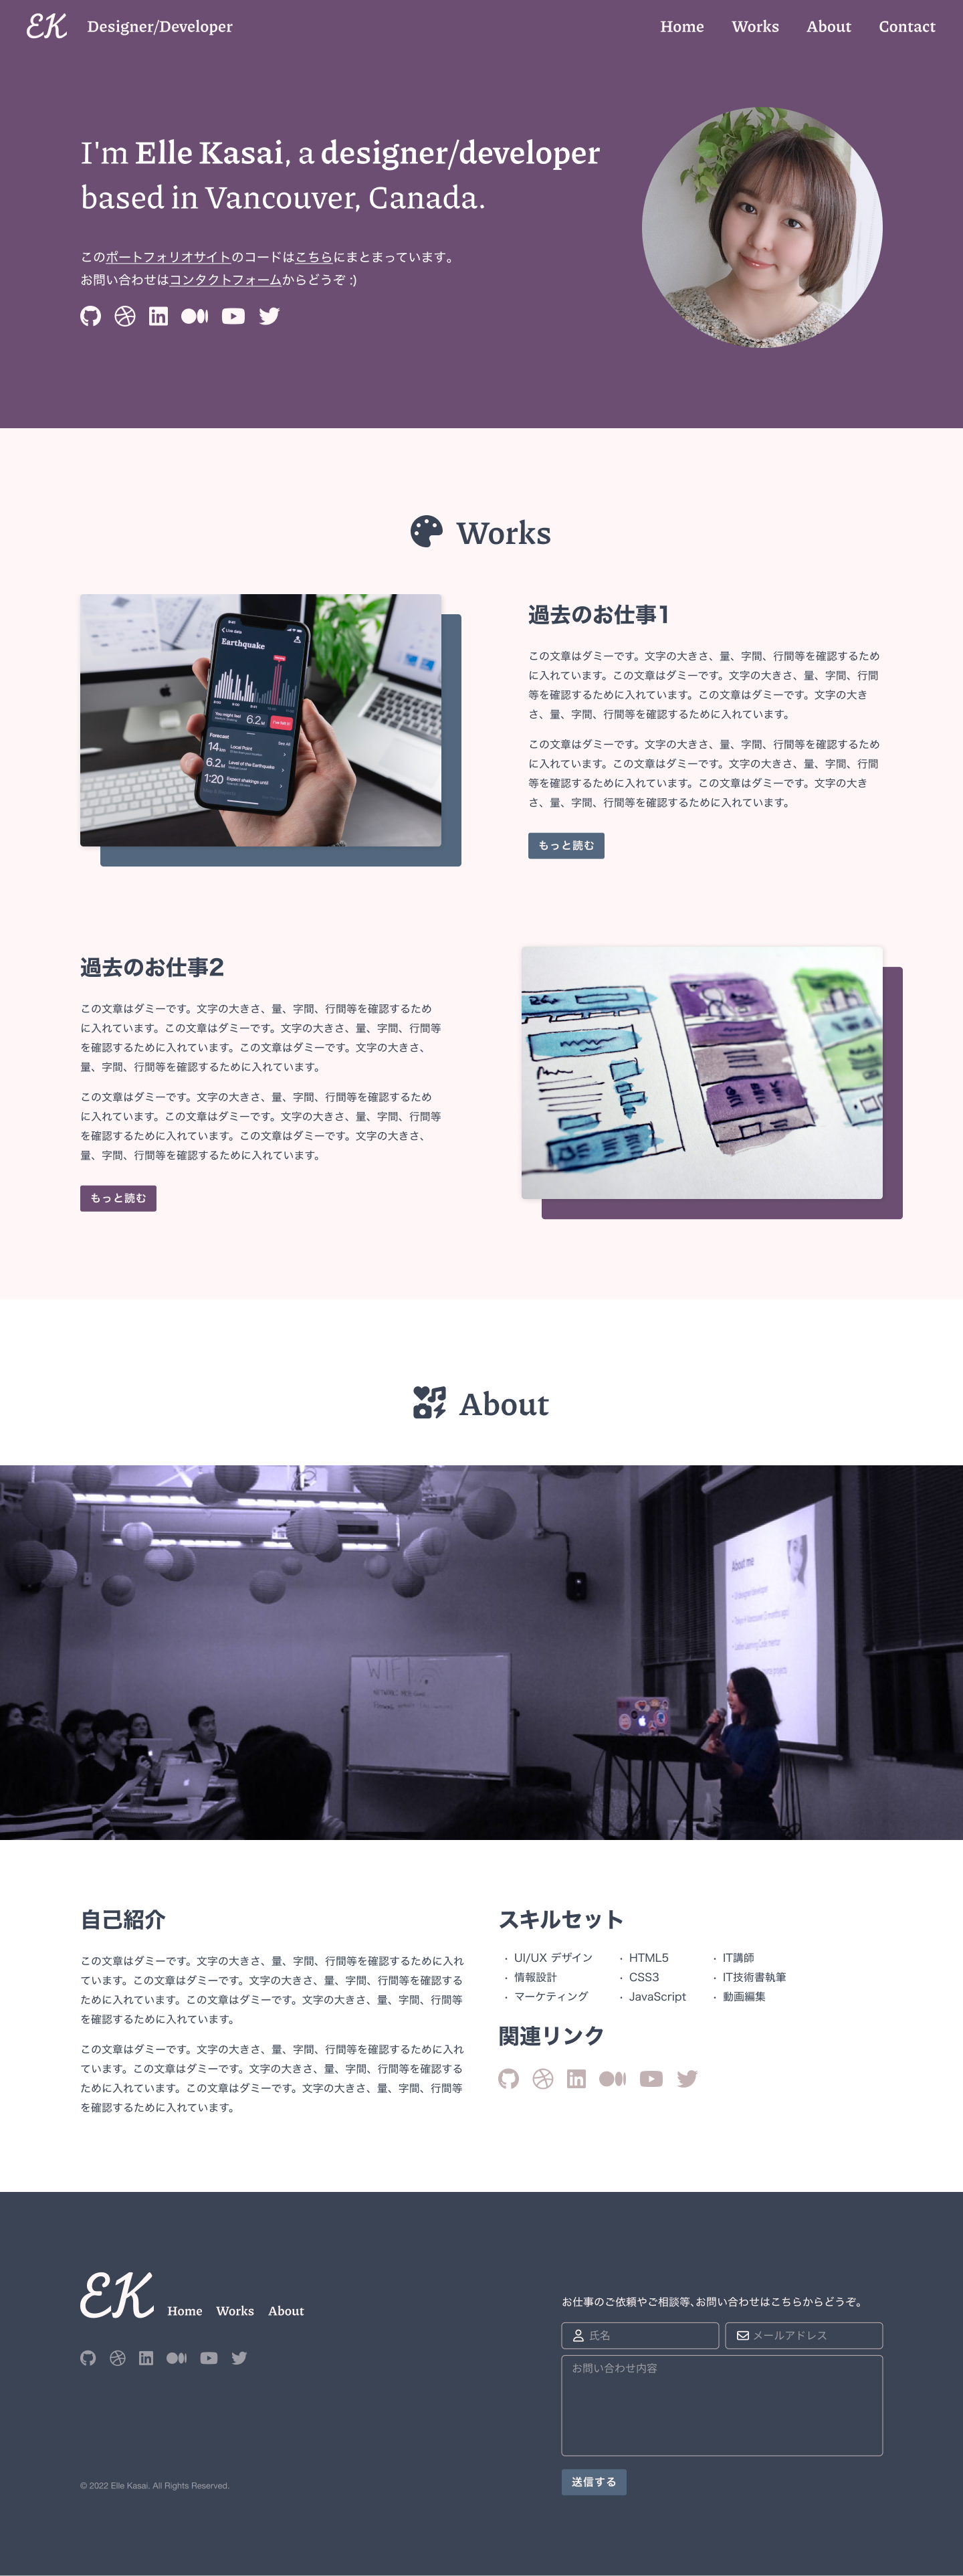 EK Designer/Developer Home Works About Contact
I'm Elle Kasai, a designer/developer
based in Vancouver, Canada.
このポートフォリオサイトのコードはこちらにまとまっています。
お問い合わせはコンタクトフォームからどうぞ :)
Works
Live data
Earthquake
6.2
Forecast
See All
14km Local Point
6.2M Level of the Earthquake
1:20 Expect shakings until
過去のお仕事1
この文章はダミーです。文字の大きさ、量、字間、行間等を確認するため
に入れています。この文章はダミーです。文字の大きさ、量、字間、行間
等を確認するために入れています。この文章はダミーです。文字の大き
さ、量、字間、行間等を確認するために入れています。
この文章はダミーです。文字の大きさ、量、字間、行間等を確認するため
に入れています。この文章はダミーです。文字の大きさ、量、字間、行間
等を確認するために入れています。この文章はダミーです。文字の大き
さ、量、字間、行間等を確認するために入れています。
もっと読む
過去のお仕事2
この文章はダミーです。文字の大きさ、量、字間、行間等を確認するため
に入れています。この文章はダミーです。文字の大きさ、量、字間、行間等
を確認するために入れています。この文章はダミーです。文字の大きさ、
量、字間、行間等を確認するために入れています。
この文章はダミーです。文字の大きさ、量、字間、行間等を確認するため
に入れています。この文章はダミーです。文字の大きさ、量、字間、行間等
を確認するために入れています。この文章はダミーです。文字の大きさ、
量、字間、行間等を確認するために入れています。
もっと読む
About
About me
WIFI
自己紹介
この文章はダミーです。文字の大きさ、量、字間、行間等を確認するために入れ
ています。この文章はダミーです。文字の大きさ、量、字間、行間等を確認する
ために入れています。この文章はダミーです。文字の大きさ、量、字間、行間等
を確認するために入れています。
この文章はダミーです。文字の大きさ、量、字間、行間等を確認するために入れ
ています。この文章はダミーです。文字の大きさ、量、字間、行間等を確認する
ために入れています。この文章はダミーです。文字の大きさ、量、字間、行間等
を確認するために入れています。
スキルセット
・ UI/UX デザイン ・ HTML5 ・ IT講師
・ 情報設計 ・ CSS3 ・ IT技術書執筆
・ マーケティング ・ JavaScript ・ 動画編集
関連リンク
EK Home Works About
© 2022 Elle Kasai. All Rights Reserved.
お仕事のご依頼やご相談等、お問い合わせはこちらからどうぞ。
氏名 メールアドレス
お問い合わせ内容
送信する